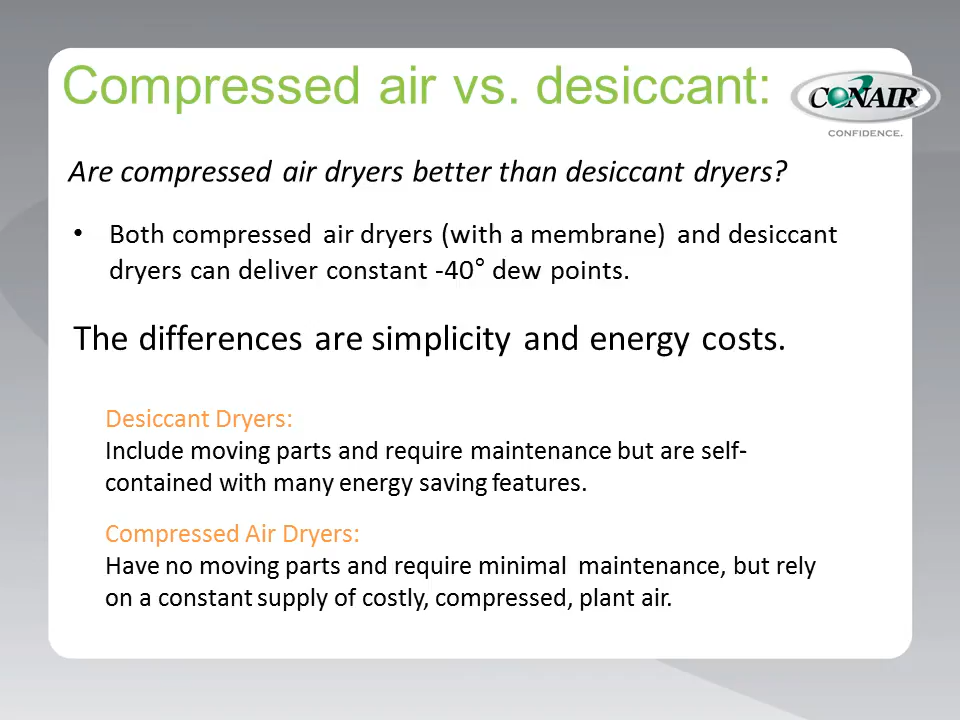 Compressed air vs. desiccant:
CONAIR
CONFIDENCE.
Are compressed air dryers better than desiccant dryers?
• Both compressed air dryers (with a membrane) and desiccant
dryers can deliver constant -40° dew points.
The differences are simplicity and energy costs.
Desiccant Dryers:
Include moving parts and require maintenance but are self-
contained with many energy saving features.
Compressed Air Dryers:
Have no moving parts and require minimal maintenance, but rely
on a constant supply of costly, compressed, plant air.